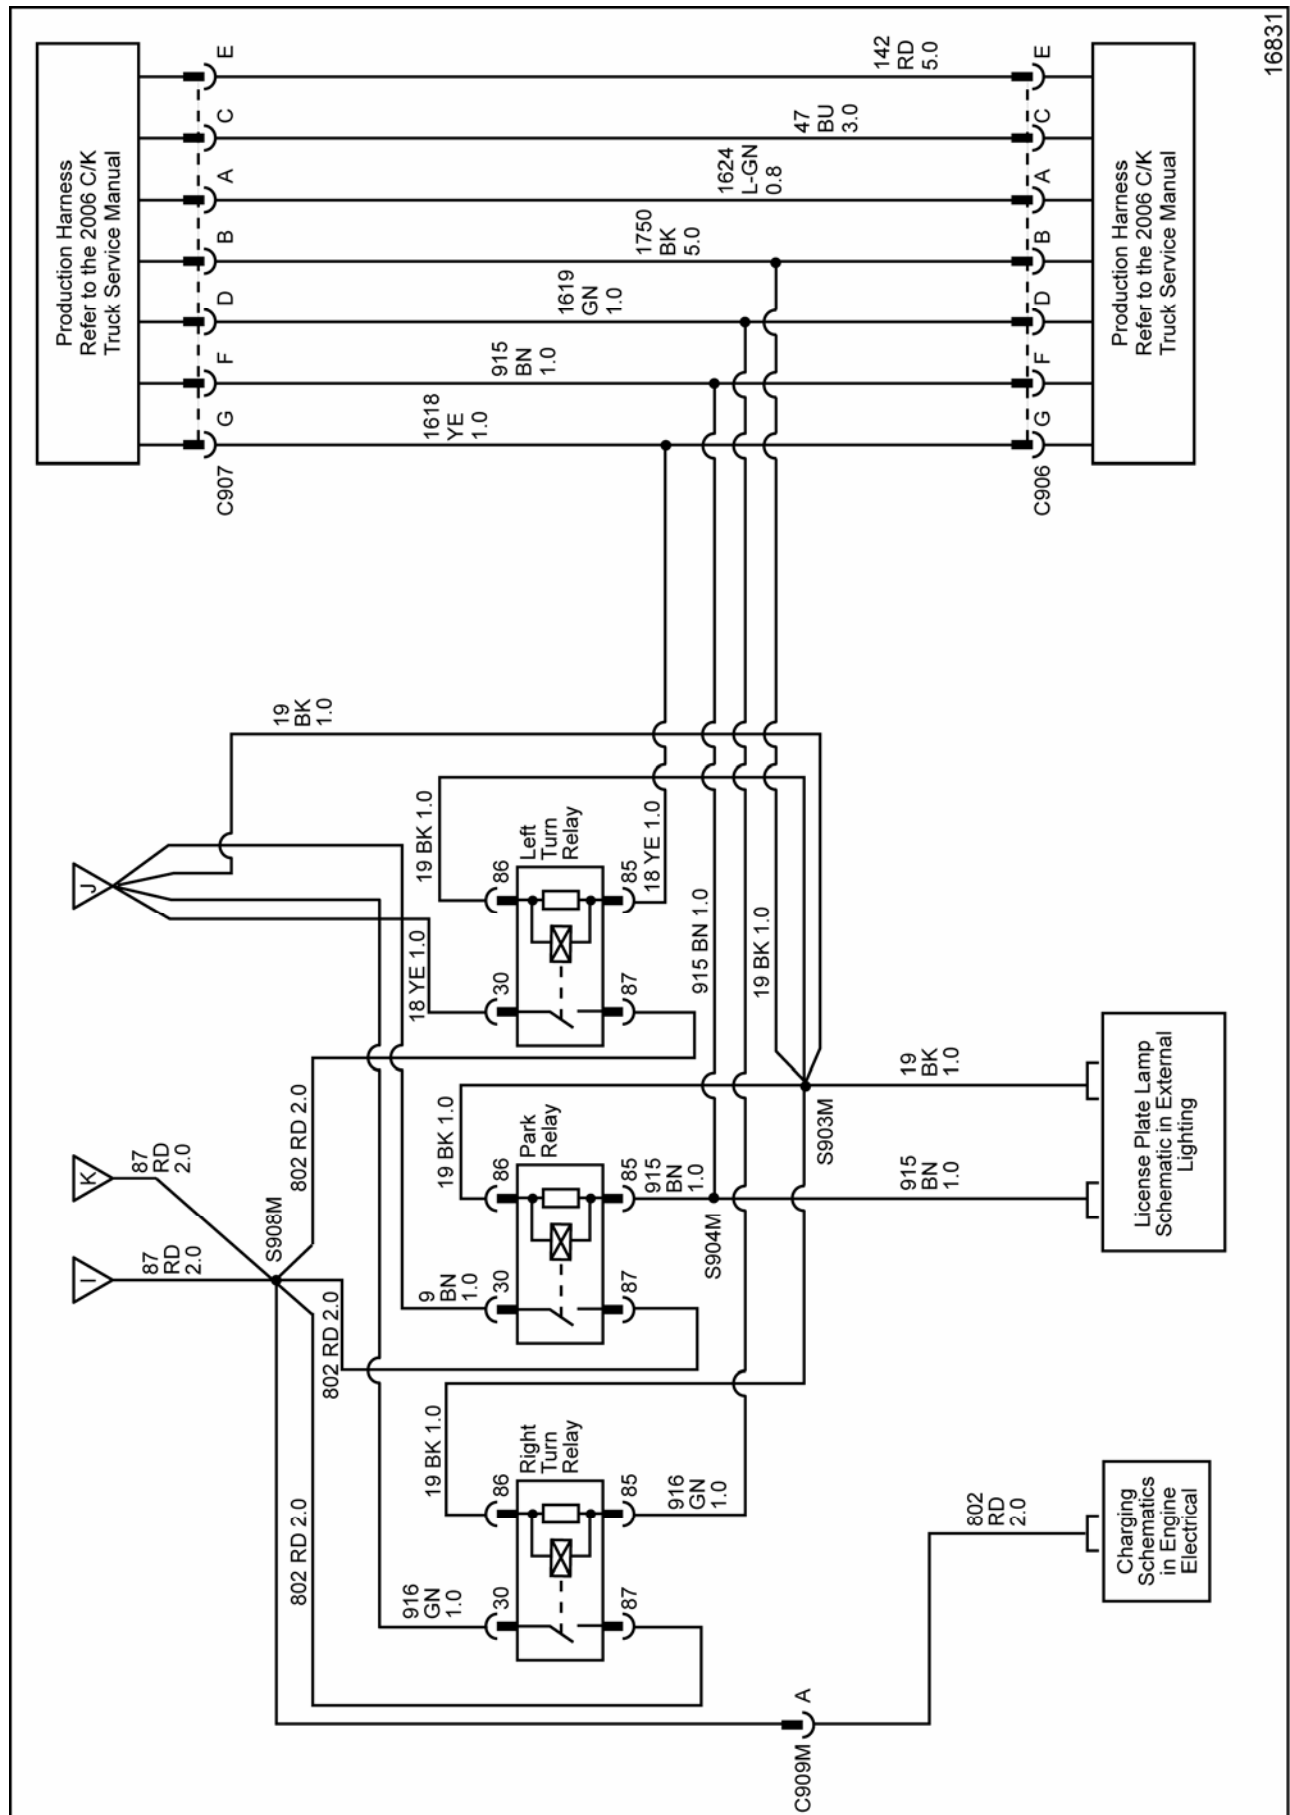 Production Harness
Refer to the 2006 C/K
Truck Service Manual
C907
G
F
D
B
A
C
E
1618
YE
1.0
915
BN
1.0
1619
GN
1.0
1750
BK
5.0
1624
L-GN
0.8
47
BU
3.0
142
RD
5.0
C906
G
F
D
B
A
C
E
Production Harness
Refer to the 2006 C/K
Truck Service Manual
16831
I
K
J
87
RD
2.0
87
RD
2.0
S908M
802 RD 2.0
802 RD 2.0
802 RD 2.0
19
BK
1.0
916
GN
1.0
9
BN
1.0
18 YE 1.0
19 BK 1.0
19 BK 1.0
19 BK 1.0
30
86
Right
Turn
Relay
87
85
30
86
Park
Relay
87
85
30
86
Left
Turn
Relay
87
85
916
GN
1.0
915
BN
1.0
18 YE 1.0
915 BN 1.0
19 BK 1.0
S904M
S903M
C909M
A
802
RD
2.0
915
BN
1.0
19
BK
1.0
Charging
Schematics
in Engine
Electrical
License Plate Lamp
Schematic in External
Lighting